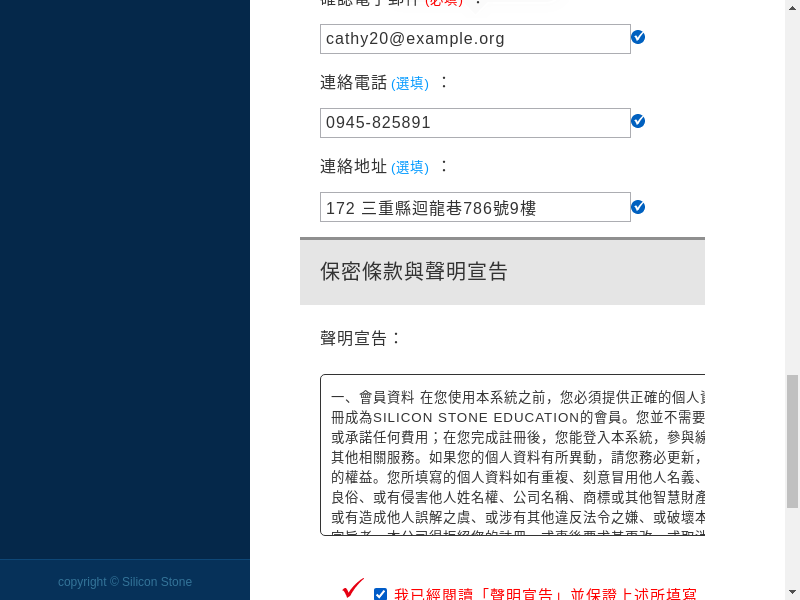 確認電子郵件 (必填) ：
cathy20@example.org
連絡電話 (選填) ：
0945-825891
連絡地址 (選填) ：
172 三重縣迴龍巷786號9樓
保密條款與聲明宣告
聲明宣告：
一、會員資料 在您使用本系統之前，您必須提供正確的個人
冊成為SILICON STONE EDUCATION的會員。您並不需要
或承諾任何費用；在您完成註冊後，您能登入本系統，參與線
其他相關服務。如果您的個人資料有所異動，請您務必更新，
的權益。您所填寫的個人資料如有重複、刻意冒用他人名義、
良俗、或有侵害他人姓名權、公司名稱、商標或其他智慧財產
或有造成他人誤解之虞、或涉有其他違反法令之嫌、或破壞本
我已經閱讀「聲明宣告」並保證上述所填寫
copyright © Silicon Stone